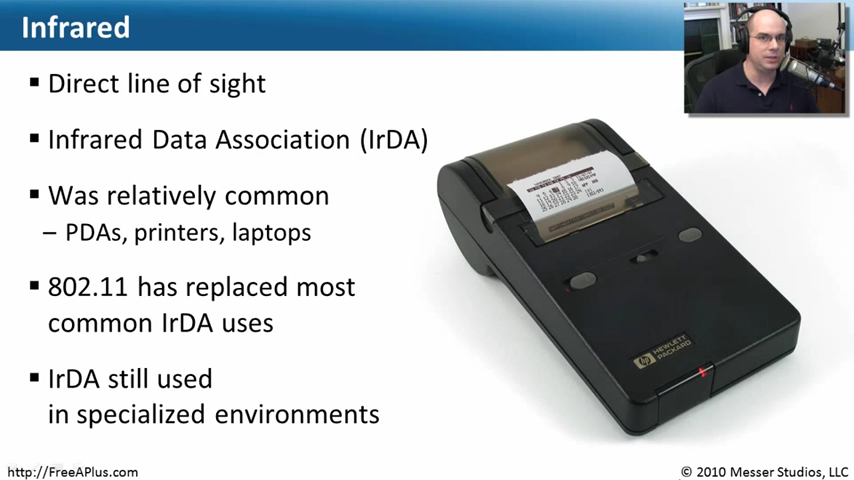 Infrared
▪ Direct line of sight
▪ Infrared Data Association (IrDA)
▪ Was relatively common
– PDAs, printers, laptops
▪ 802.11 has replaced most
common IrDA uses
▪ IrDA still used
in specialized environments
hp HEWLETT
PACKARD
http://FreeAPlus.com
© 2010 Messer Studios, LLC